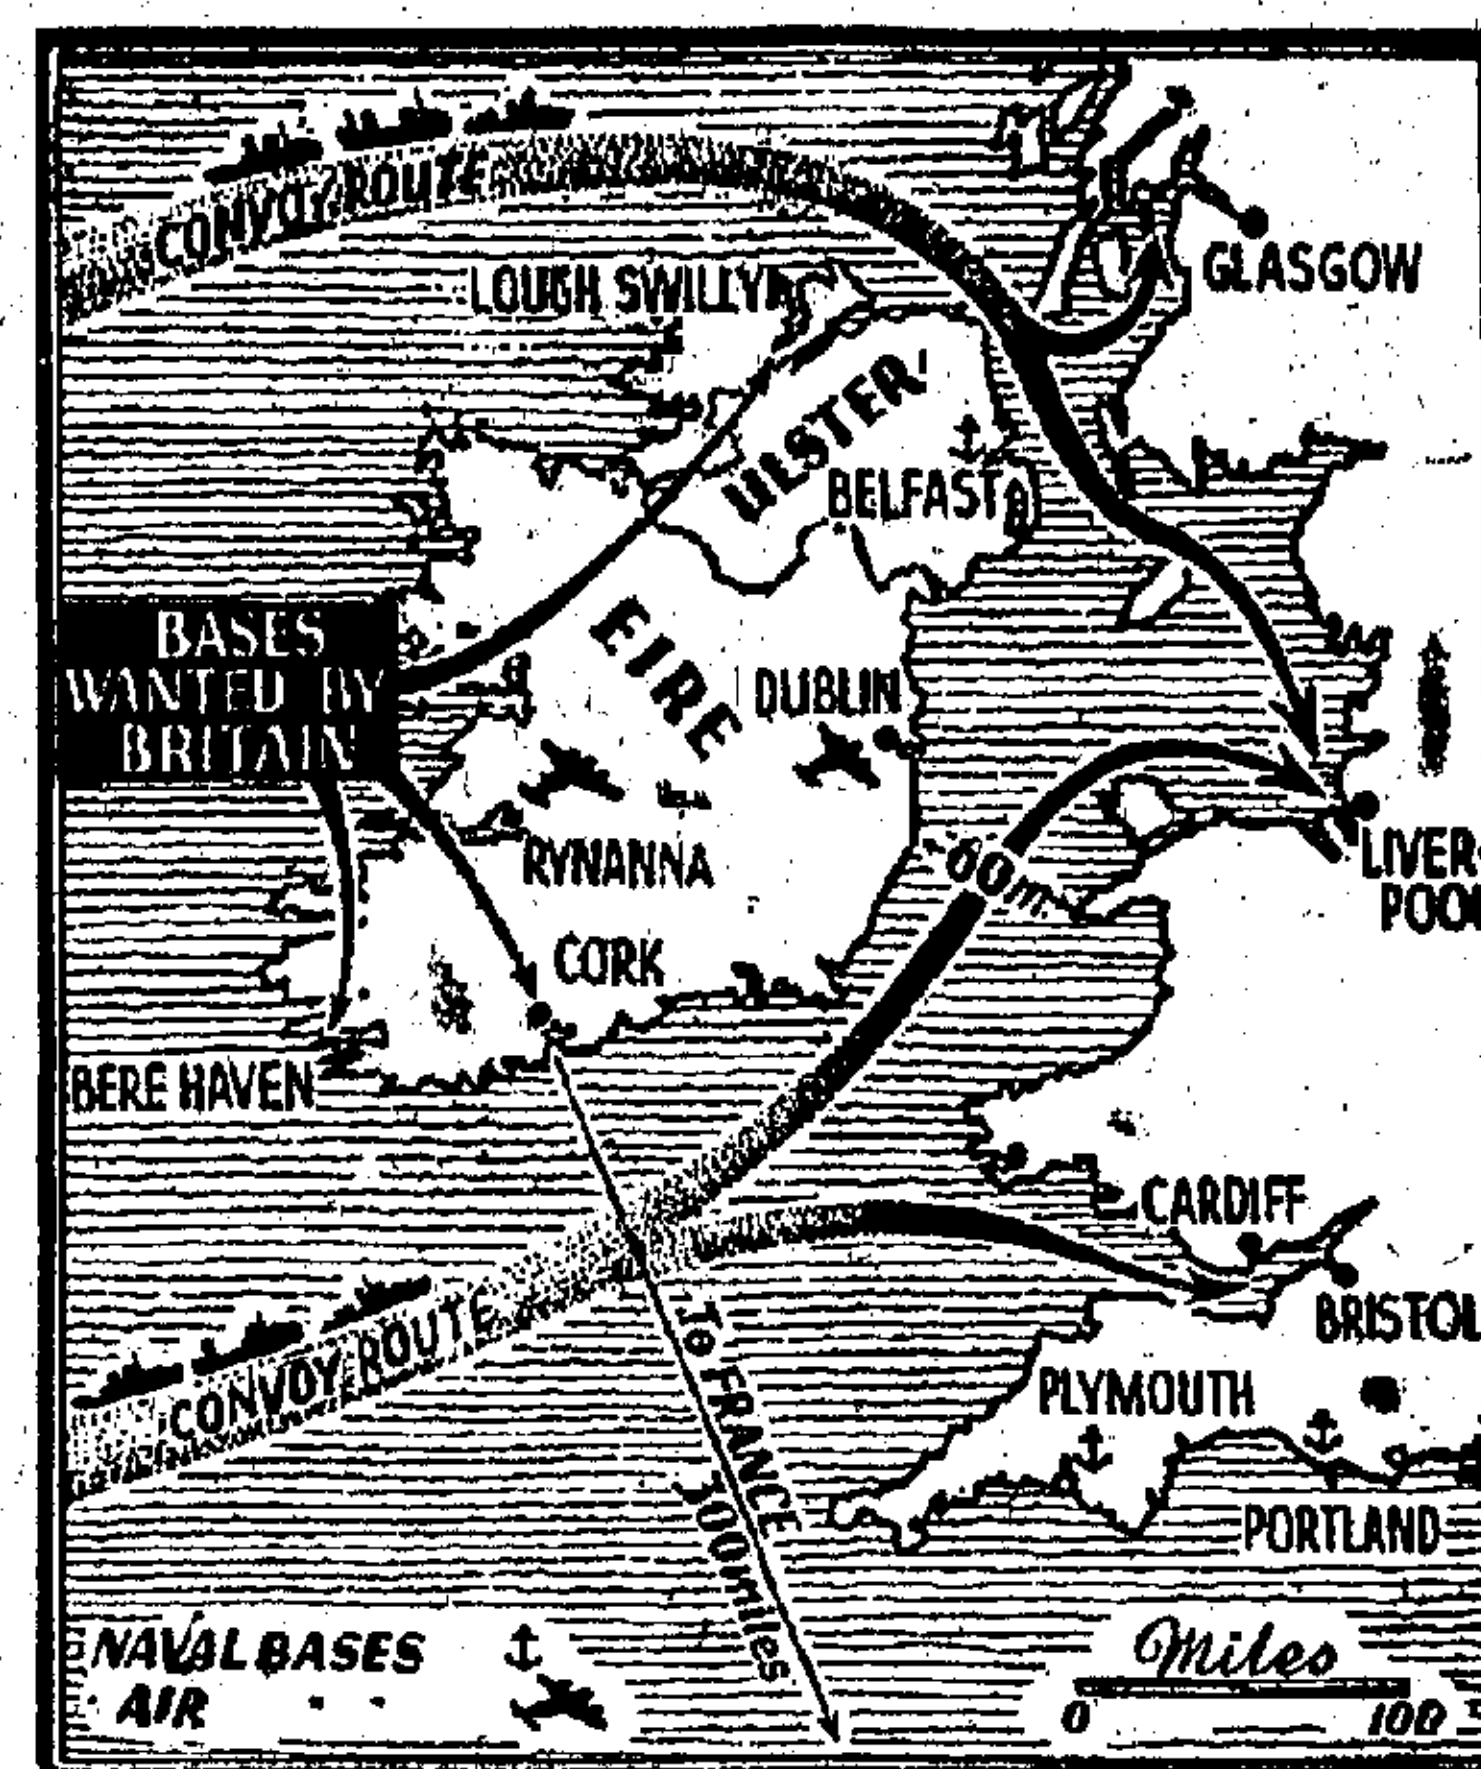 CONVOY ROUTE
LOUGH SWILLY
GLASGOW
ULSTER
BELFAST
BASES
WANTED BY
BRITAIN
EIRE
DUBLIN
RYNANNA
60m.
LIVER-
POOL
CORK
BERE HAVEN
CARDIFF
CONVOY ROUTE
TO FRANCE
300 miles
BRISTOL
PLYMOUTH
PORTLAND
NAVAL BASES
AIR " "
Miles
0 100